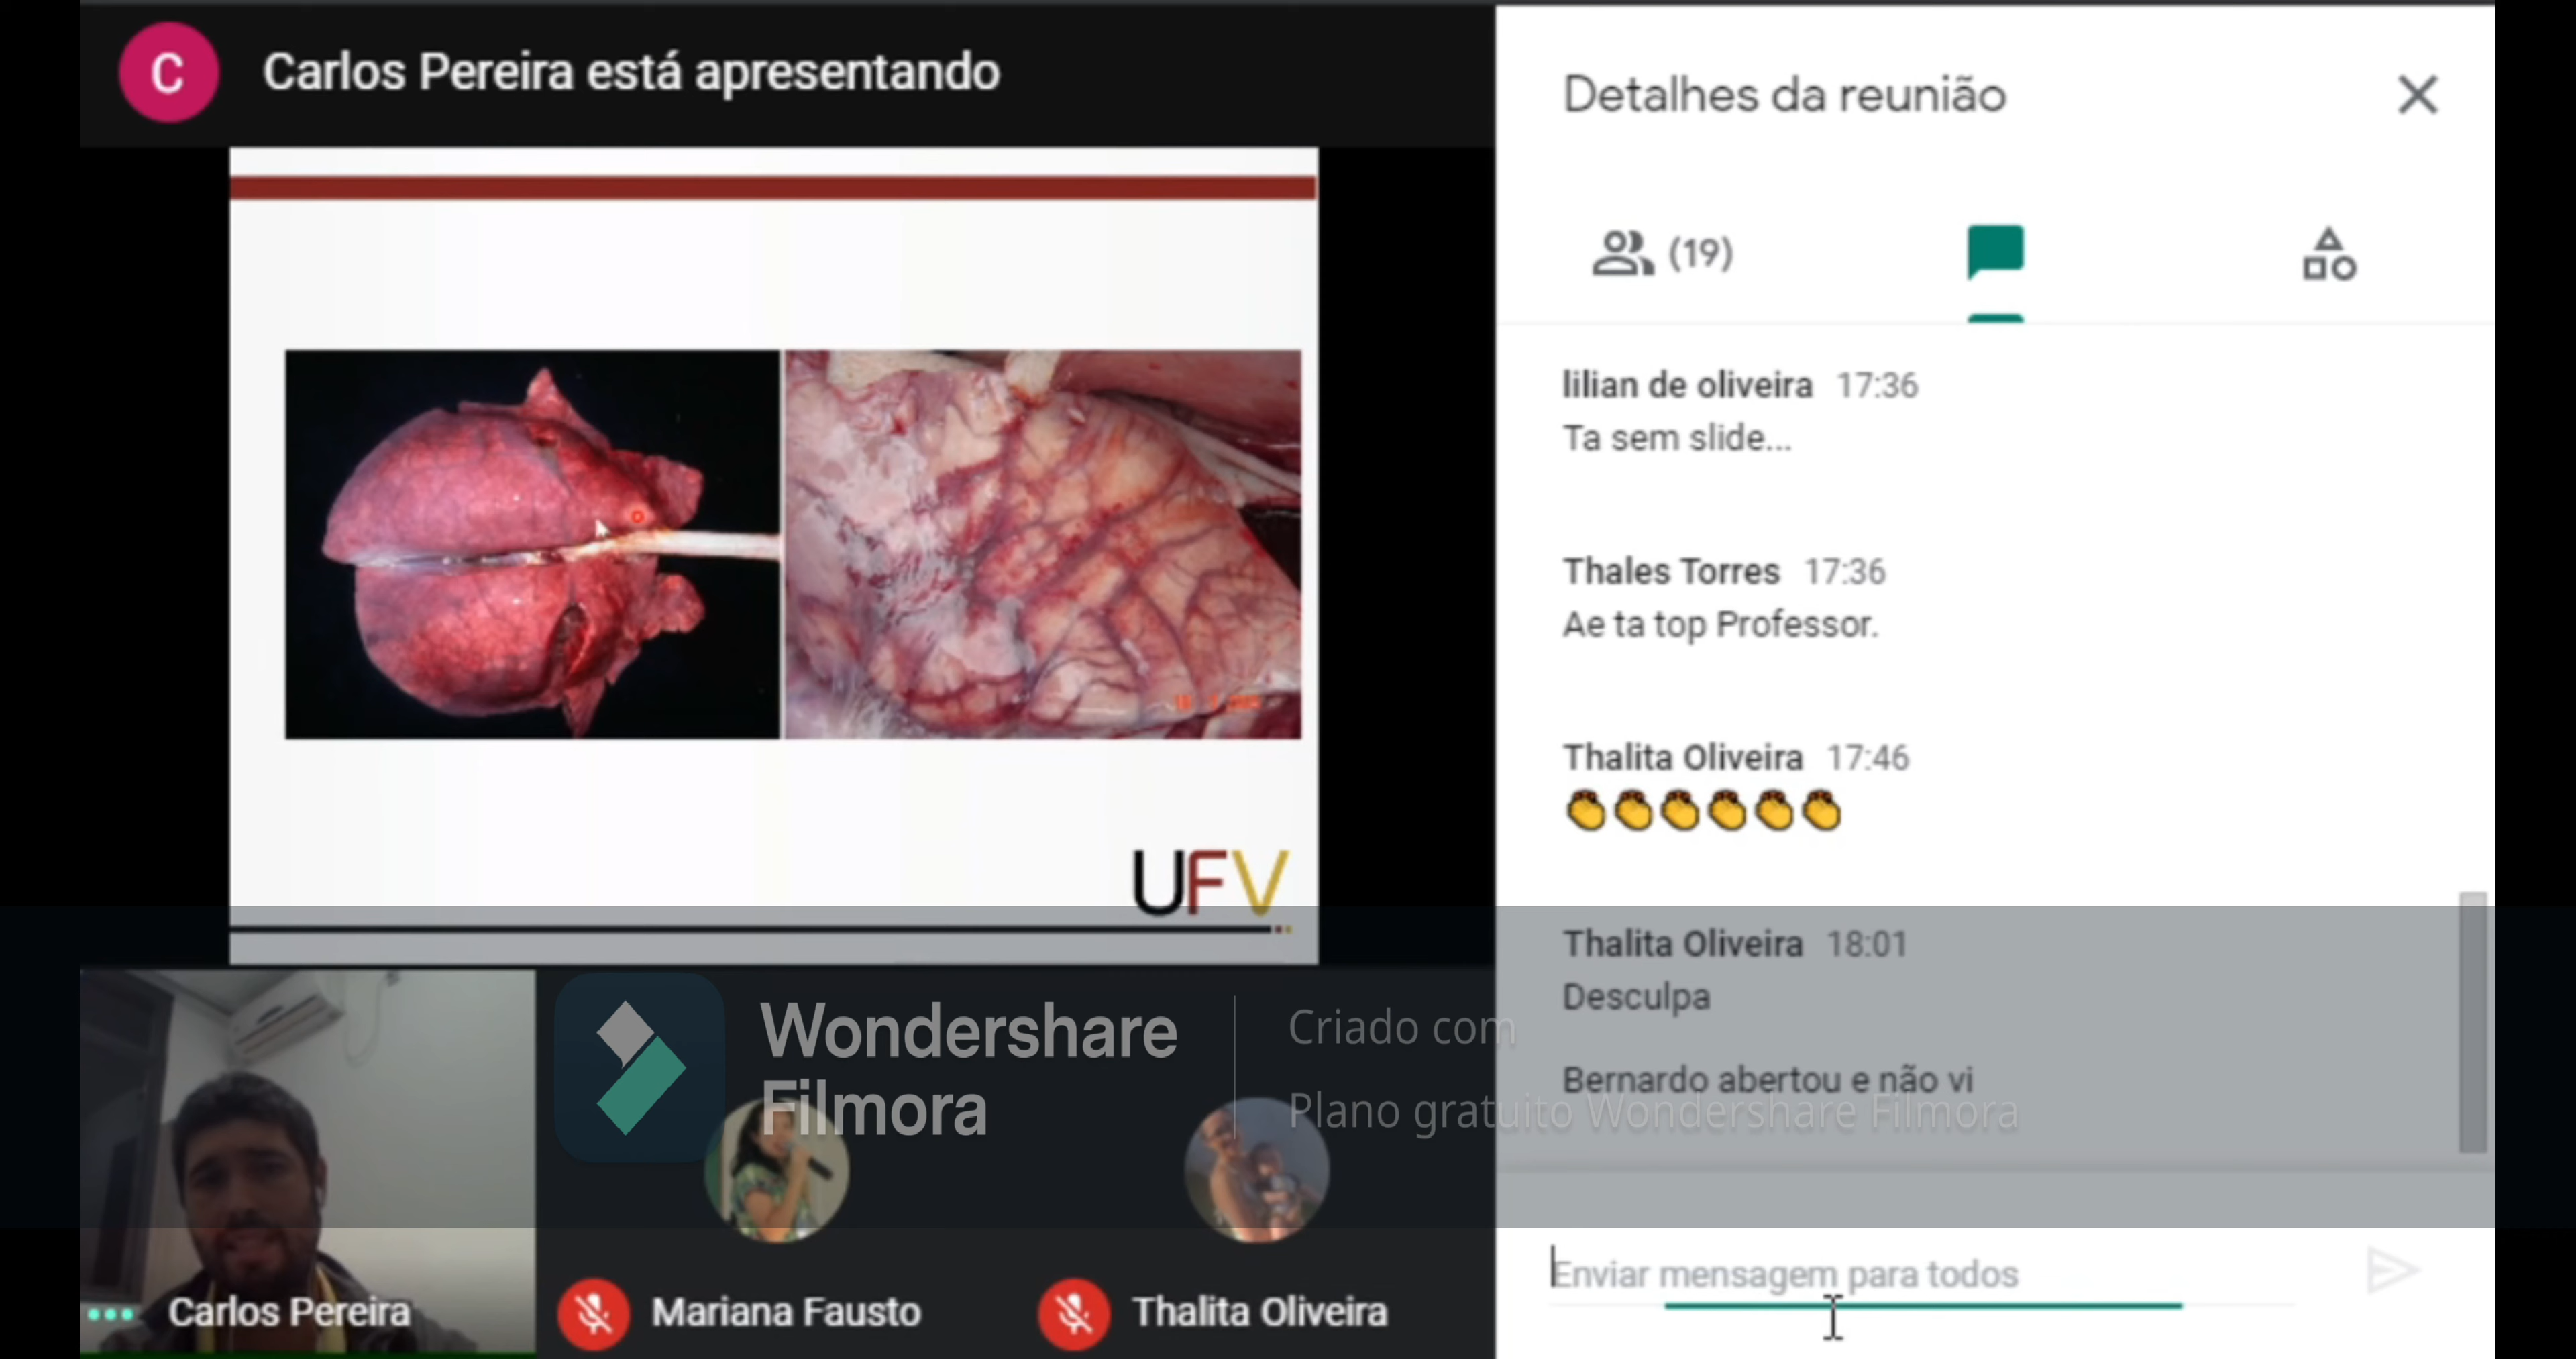 C
Carlos Pereira está apresentando
UFV
Detalhes da reunião
(19)
lilian de oliveira 17:36
Ta sem slide...
Thales Torres 17:36
Ae ta top Professor.
Thalita Oliveira 17:46
Thalita Oliveira 18:01
Desculpa
Bernardo abertou e não vi
Enviar mensagem para todos
Wondershare
Filmora
Criado com
Plano gratuito Wondershare Filmora
Carlos Pereira
Mariana Fausto
Thalita Oliveira